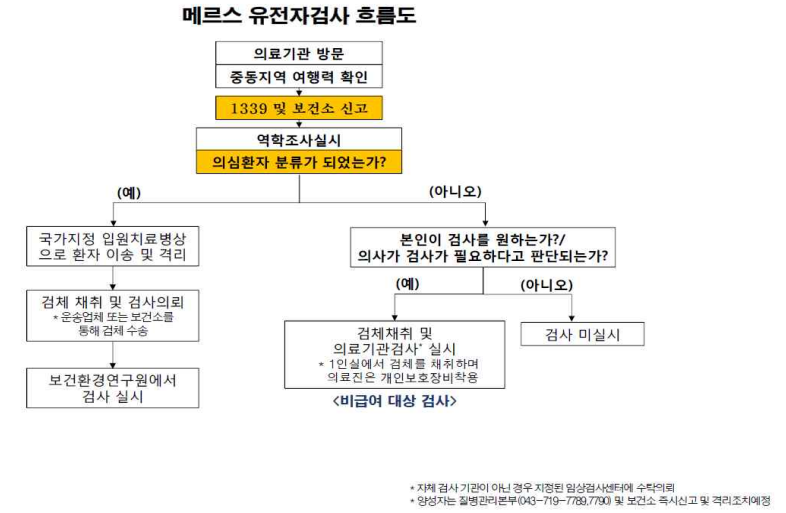 메르스 유전자검사 흐름도
의료기관 방문
중동지역 여행력 확인
1339 및 보건소 신고
역학조사실시
의심환자 분류가 되었는가?
(예)
(아니오)
국가지정 입원치료병상
으로 환자 이송 및 격리
검체 채취 및 검사의뢰
* 운송업체 또는 보건소를
통해 검체 수송
보건환경연구원에서
검사 실시
본인이 검사를 원하는가?/
의사가 검사가 필요하다고 판단되는가?
(예)
(아니오)
검체채취 및
의료기관검사* 실시
* 1인실에서 검체를 채취하며
의료진은 개인보호장비착용
<비급여 대상 검사>
검사 미실시
* 자체 검사 기관이 아닌 경우 지정된 임상검사센터에 수탁의뢰
* 양성자는 질병관리본부(043-719-7789,7790) 및 보건소 즉시신고 및 격리조치예정